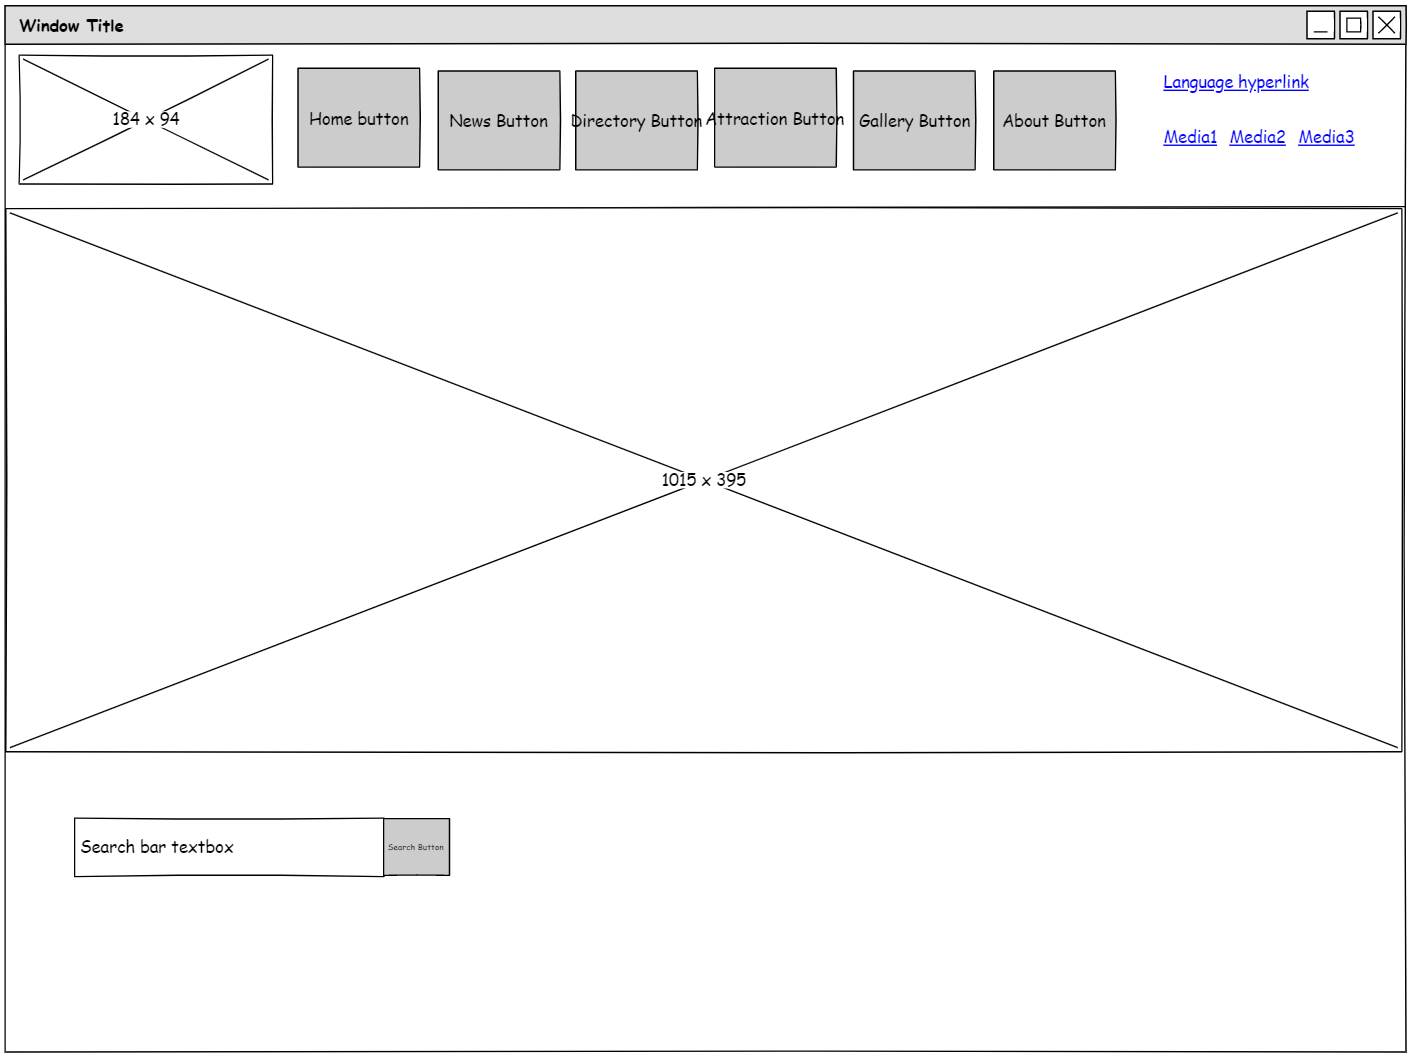 Window Title
184 x 94
Home button
News Button
Directory Button
Attraction Button
Gallery Button
About Button
Language hyperlink
Media1 Media2 Media3
1015 x 395
Search bar textbox
Search Button